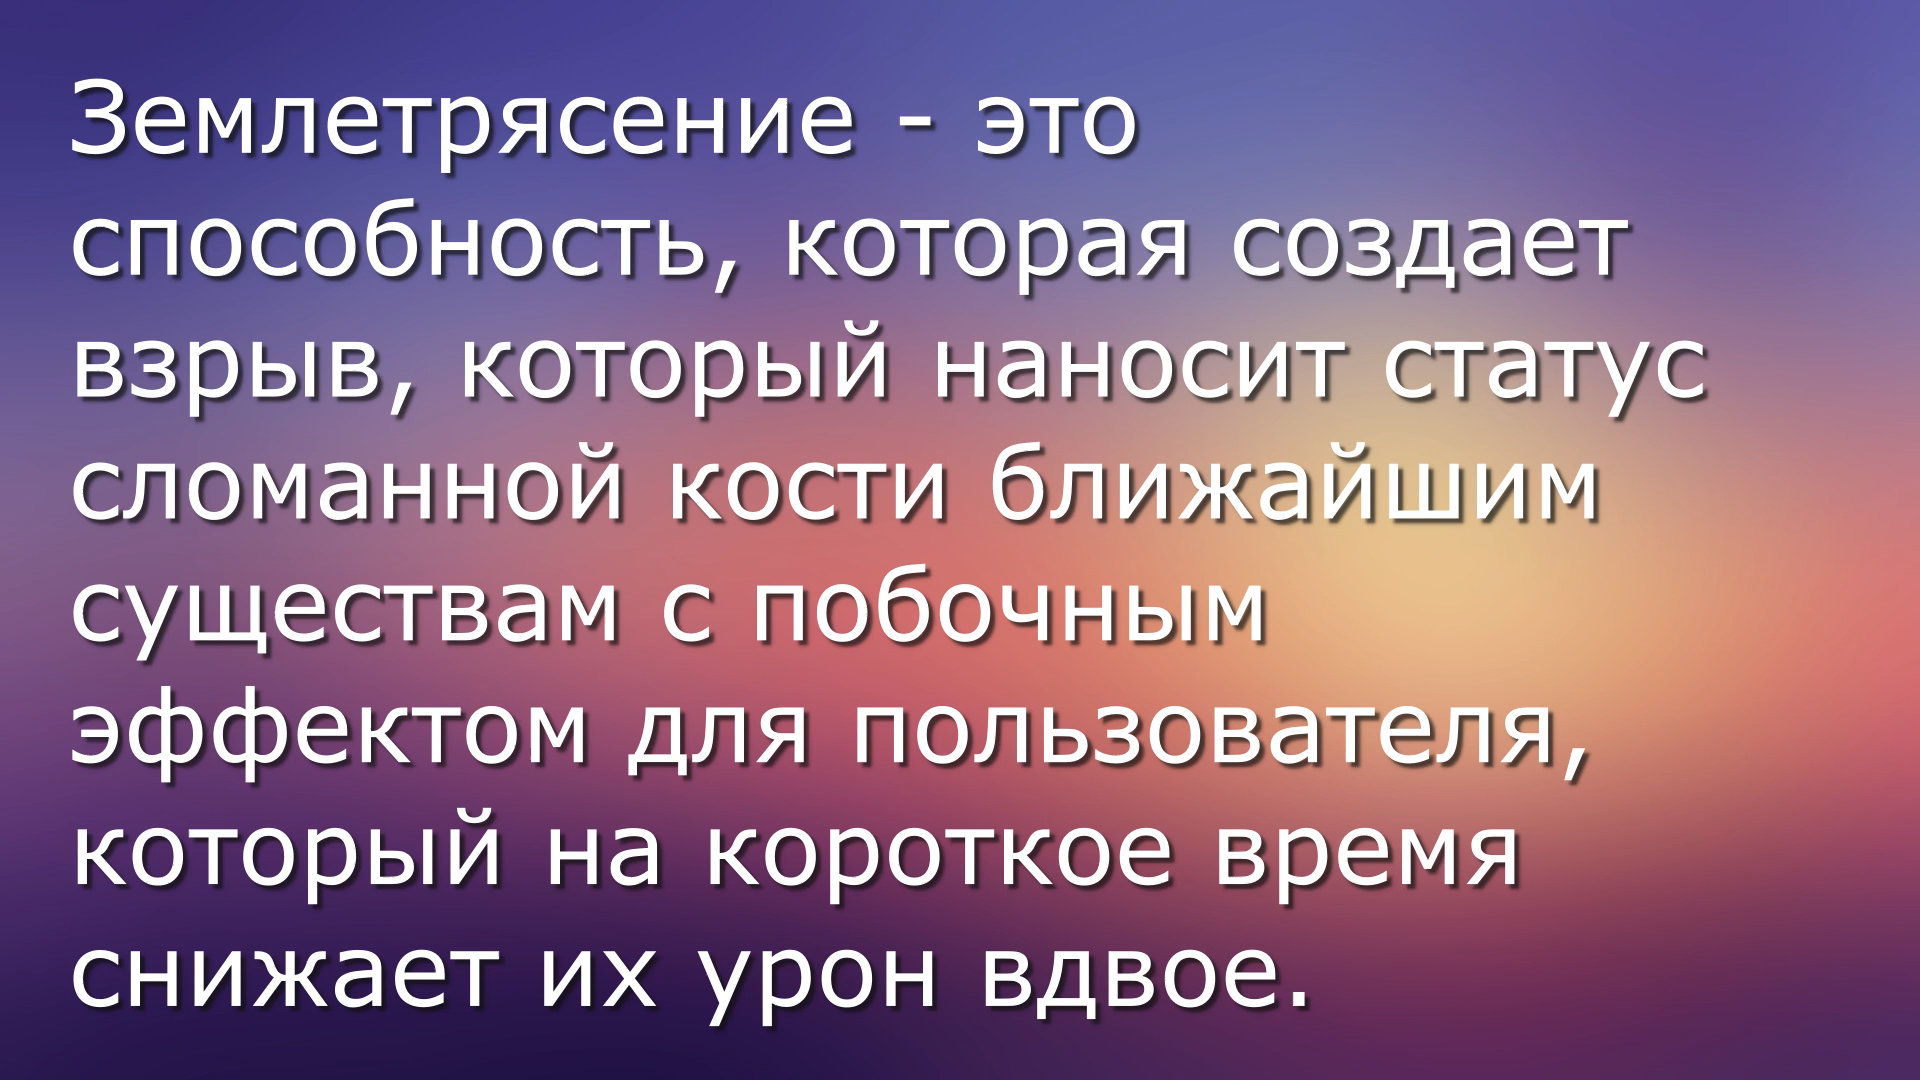 Землетрясение - это
способность, которая создает
взрыв, который наносит статус
сломанной кости ближайшим
существам с побочным
эффектом для пользователя,
который на короткое время
снижает их урон вдвое.